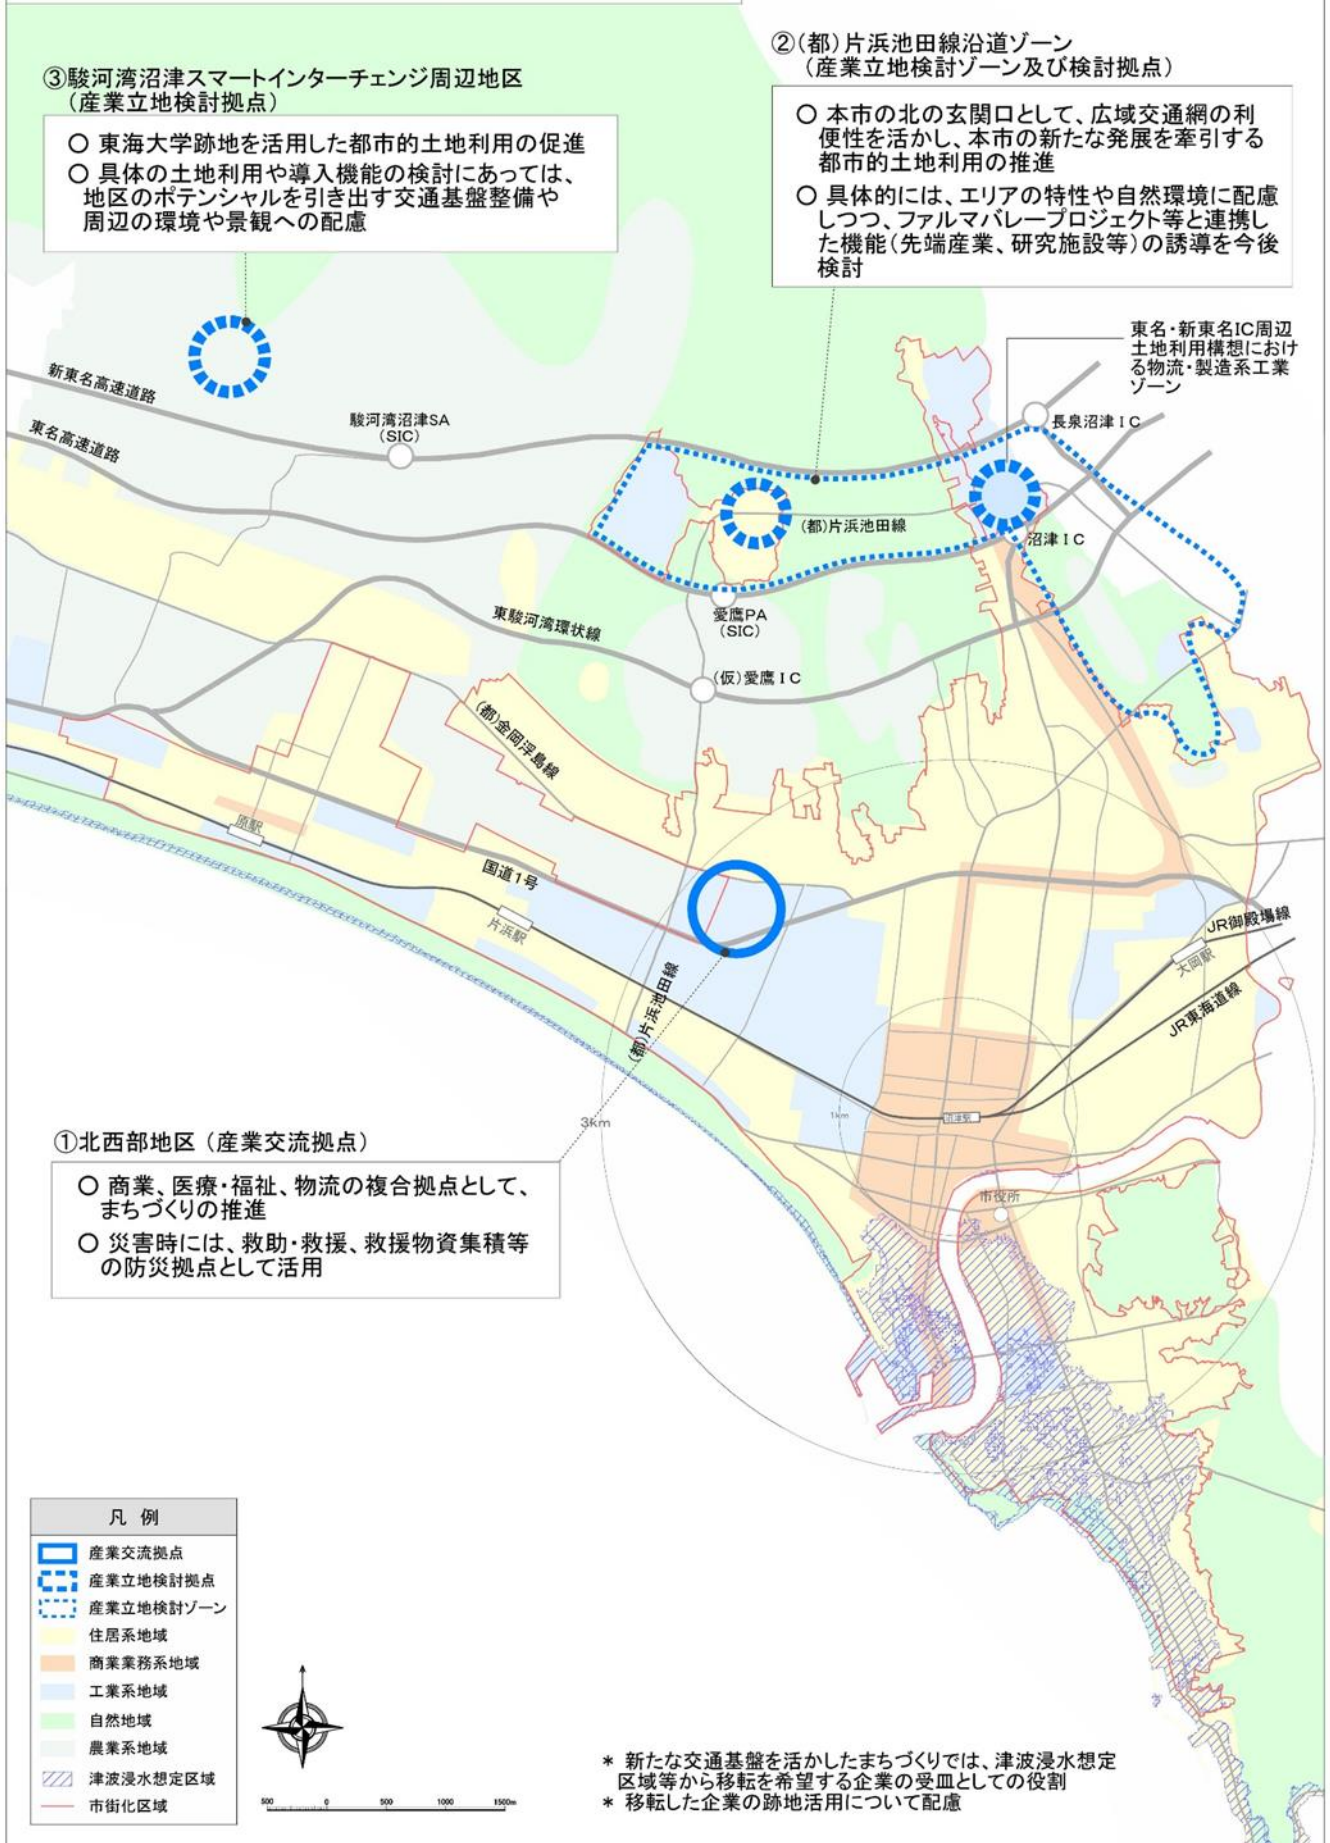 ③駿河湾沼津スマートインターチェンジ周辺地区
(産業立地検討拠点)
○ 東海大学跡地を活用した都市的土地利用の促進
○ 具体の土地利用や導入機能の検討にあっては、
地区のポテンシャルを引き出す交通基盤整備や
周辺の環境や景観への配慮
②(都)片浜池田線沿道ゾーン
(産業立地検討ゾーン及び検討拠点)
○ 本市の北の玄関口として、広域交通網の利
便性を活かし、本市の新たな発展を牽引する
都市的土地利用の推進
○ 具体的には、エリアの特性や自然環境に配慮
しつつ、ファルマバレープロジェクト等と連携し
た機能(先端産業、研究施設等)の誘導を今後
検討
東名・新東名IC周辺
土地利用構想におけ
る物流・製造系工業
ゾーン
新東名高速道路
東名高速道路
駿河湾沼津SA
(SIC)
長泉沼津IC
(都)片浜池田線
沼津IC
愛鷹PA
(SIC)
東駿河湾環状線
(仮)愛鷹IC
(都)金岡浮島線
原駅
国道1号
片浜駅
(都)片浜池田線
JR御殿場線
大岡駅
JR東海道線
3km
1km
沼津駅
市役所
①北西部地区(産業交流拠点)
○ 商業、医療・福祉、物流の複合拠点として、
まちづくりの推進
○ 災害時には、救助・救援、救援物資集積等
の防災拠点として活用
凡 例
産業交流拠点
産業立地検討拠点
産業立地検討ゾーン
住居系地域
商業業務系地域
工業系地域
自然地域
農業系地域
津波浸水想定区域
市街化区域
500 0 500 1000 1500m
* 新たな交通基盤を活かしたまちづくりでは、津波浸水想定
区域等から移転を希望する企業の受皿としての役割
* 移転した企業の跡地活用について配慮